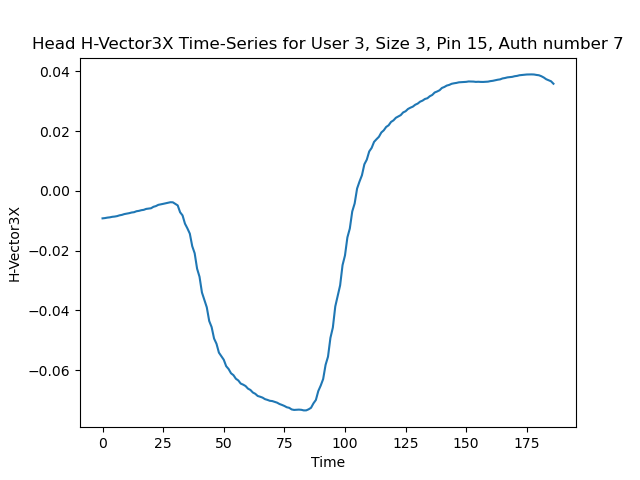 Head H-Vector3X Time-Series for User 3, Size 3, Pin 15, Auth number 7
0.04
0.02
0.00
−0.02
−0.04
−0.06
H-Vector3X
0 25 50 75 100 125 150 175
Time